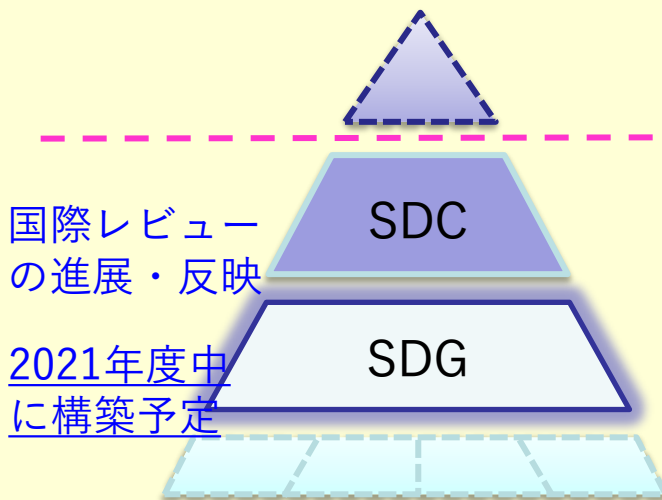 SDC
国際レビュー
の進展・反映
SDG
2021年度中
に構築予定